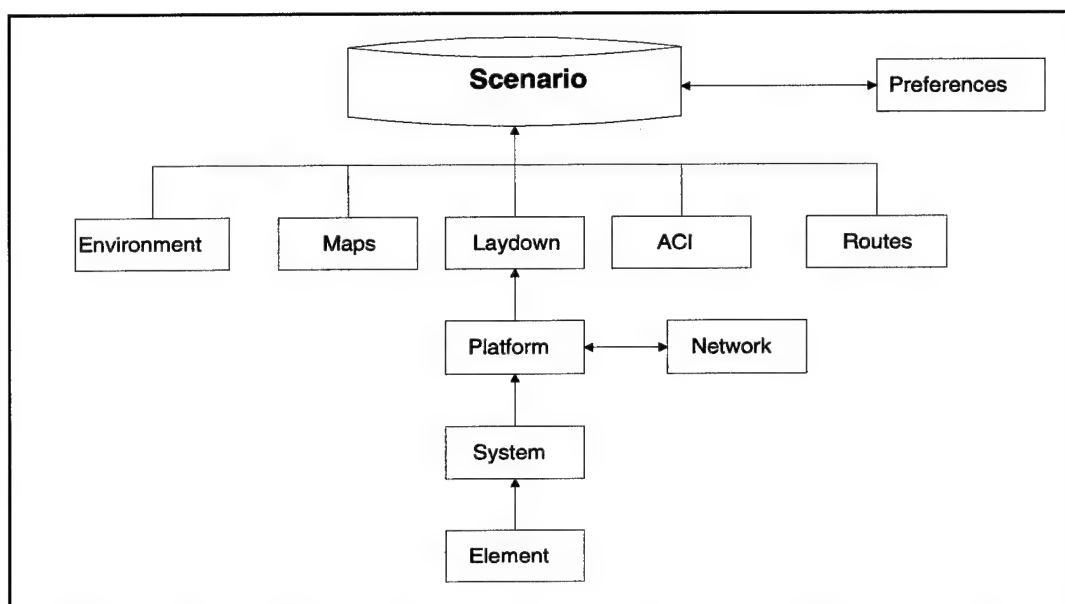 Scenario
Preferences
Environment
Maps
Laydown
ACI
Routes
Platform
Network
System
Element